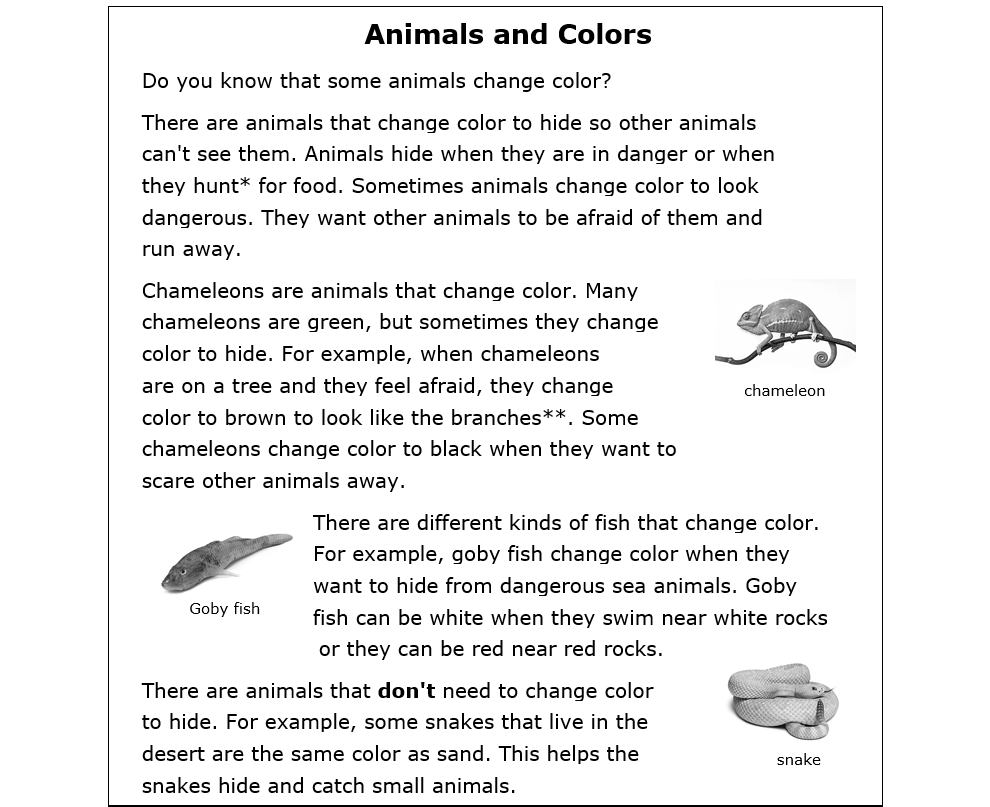 Animals and Colors
Do you know that some animals change color?
There are animals that change color to hide so other animals
can't see them. Animals hide when they are in danger or when
they hunt* for food. Sometimes animals change color to look
dangerous. They want other animals to be afraid of them and
run away.
Chameleons are animals that change color. Many
chameleons are green, but sometimes they change
color to hide. For example, when chameleons
are on a tree and they feel afraid, they change
color to brown to look like the branches**. Some
chameleons change color to black when they want to
scare other animals away.
chameleon
There are different kinds of fish that change color.
For example, goby fish change color when they
want to hide from dangerous sea animals. Goby
fish can be white when they swim near white rocks
or they can be red near red rocks.
Goby fish
There are animals that don't need to change color
to hide. For example, some snakes that live in the
desert are the same color as sand. This helps the
snakes hide and catch small animals.
snake